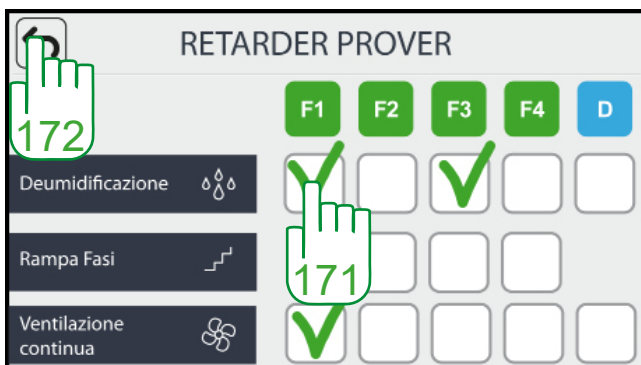 RETARDER PROVER
F1 F2 F3 F4 D
172
Deumidificazione
Rampa Fasi
171
Ventilazione
continua